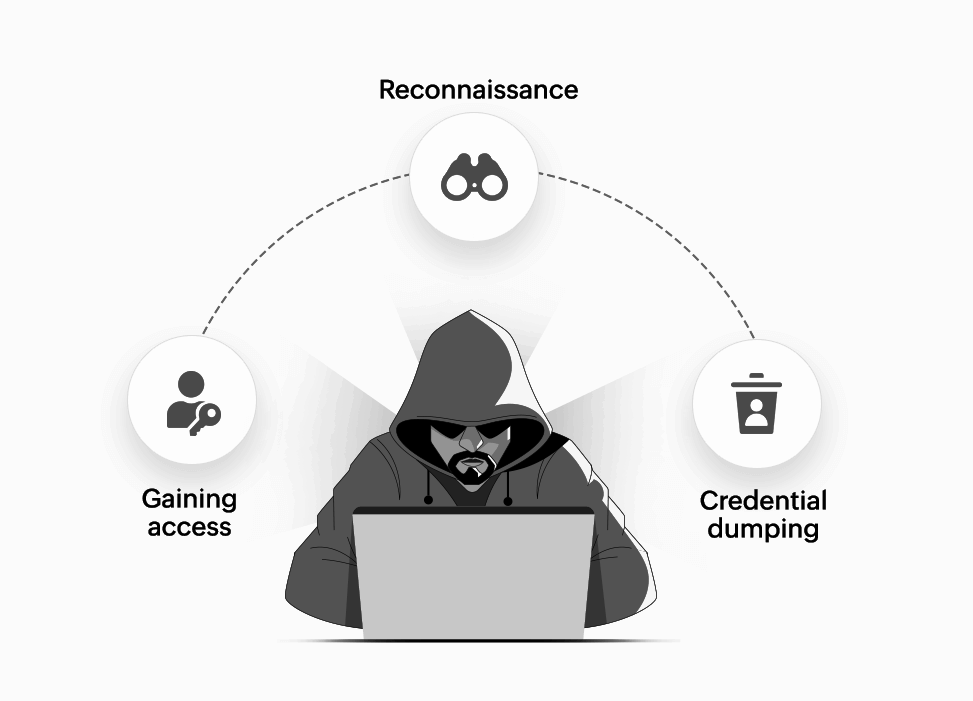 Reconnaissance
Gaining
access
Credential
dumping